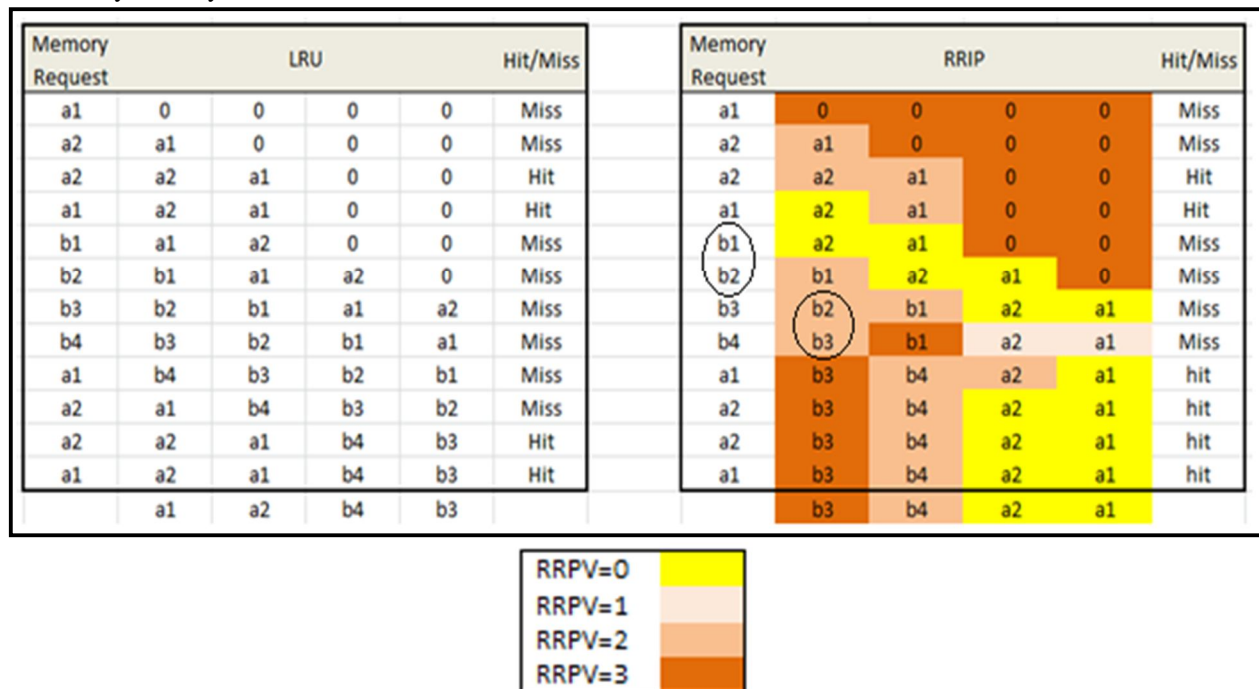 Memory Request LRU Hit/Miss
a1 0 0 0 0 Miss
a2 a1 0 0 0 Miss
a2 a2 a1 0 0 Hit
a1 a2 a1 0 0 Hit
b1 a1 a2 0 0 Miss
b2 b1 a1 a2 0 Miss
b3 b2 b1 a1 a2 Miss
b4 b3 b2 b1 a1 Miss
a1 b4 b3 b2 b1 Miss
a2 a1 b4 b3 b2 Miss
a2 a2 a1 b4 b3 Hit
a1 a2 a1 b4 b3 Hit
a1 a2 b4 b3
Memory Request RRIP Hit/Miss
a1 0 0 0 0 Miss
a2 a1 0 0 0 Miss
a2 a2 a1 0 0 Hit
a1 a2 a1 0 0 Hit
b1 a2 a1 0 0 Miss
b2 b1 a2 a1 0 Miss
b3 b2 b1 a2 a1 Miss
b4 b3 b1 a2 a1 Miss
a1 b3 b4 a2 a1 hit
a2 b3 b4 a2 a1 hit
a2 b3 b4 a2 a1 hit
a1 b3 b4 a2 a1 hit
b3 b4 a2 a1
RRPV=0
RRPV=1
RRPV=2
RRPV=3